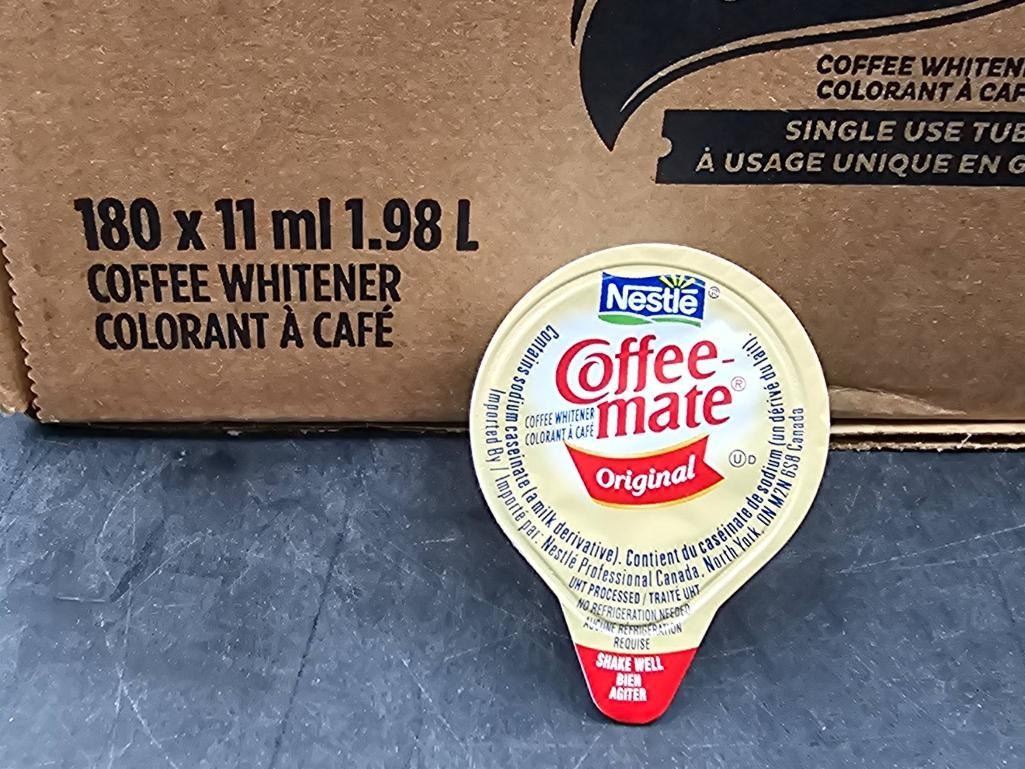 COFFEE WHITEN
COLORANT À CAF
SINGLE USE TUB
À USAGE UNIQUE EN G
180 x 11 ml 1.98 L
COFFEE WHITENER
COLORANT À CAFÉ
Nestlé ®
Coffee-
mate®
COFFEE WHITENER
COLORANT À CAFÉ
Original
U D
Contains sodium caseinate (a milk derivative). Contient du caséinate de sodium (un dérivé du lait).
Imported By / Importé par: Nestlé Professional Canada, North York, ON M2N 6S8 Canada
UHT PROCESSED / TRAITÉ UHT
NO REFRIGERATION NEEDED
AUCUNE RÉFRIGÉRATION
REQUISE
SHAKE WELL
BIEN
AGITER